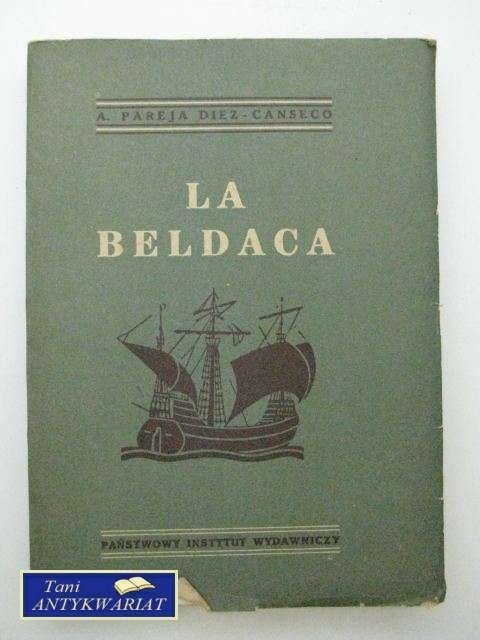 A. PAREJA DIEZ-CANSECO
LA
BELDACA
PAŃSTWOWY INSTYTUT WYDAWNICZY
Tani
ANTYKWARIAT